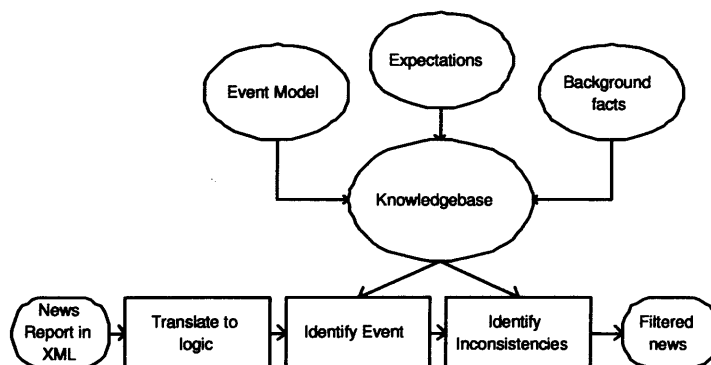 Expectations
Event Model
Background
facts
Knowledgebase
News
Report in
XML
Translate to
logic
Identify Event
Identify
Inconsistencies
Filtered
news